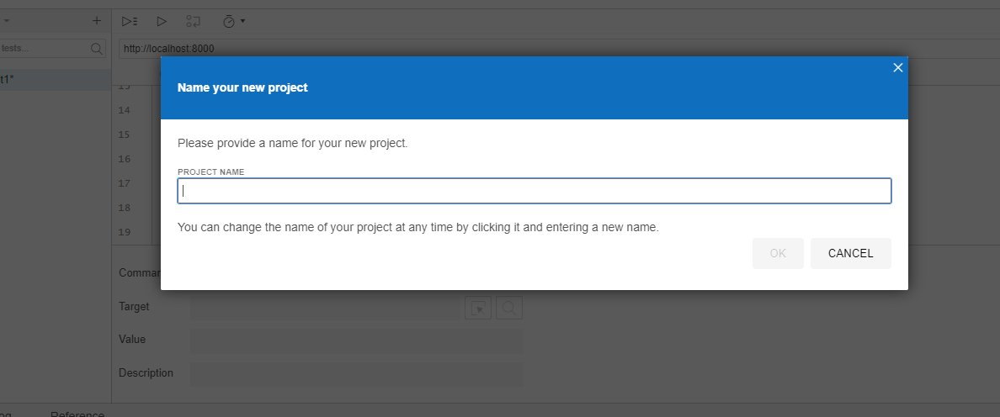 tests...
http://localhost:8000
t1*
Name your new project
14
15
16
17
18
19
Please provide a name for your new project.
PROJECT NAME
You can change the name of your project at any time by clicking it and entering a new name.
OK
CANCEL
Target
Value
Description
Reference